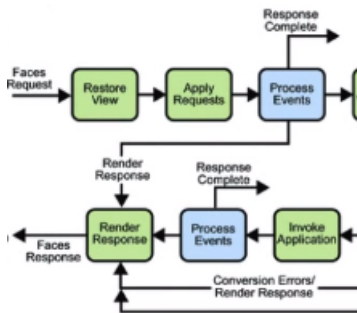 Response
Complete
Faces
Request
Restore
View
Apply
Requests
Process
Events
Render
Response
Response
Complete
Render
Response
Process
Events
Invoke
Application
Faces
Response
Conversion Errors/
Render Response